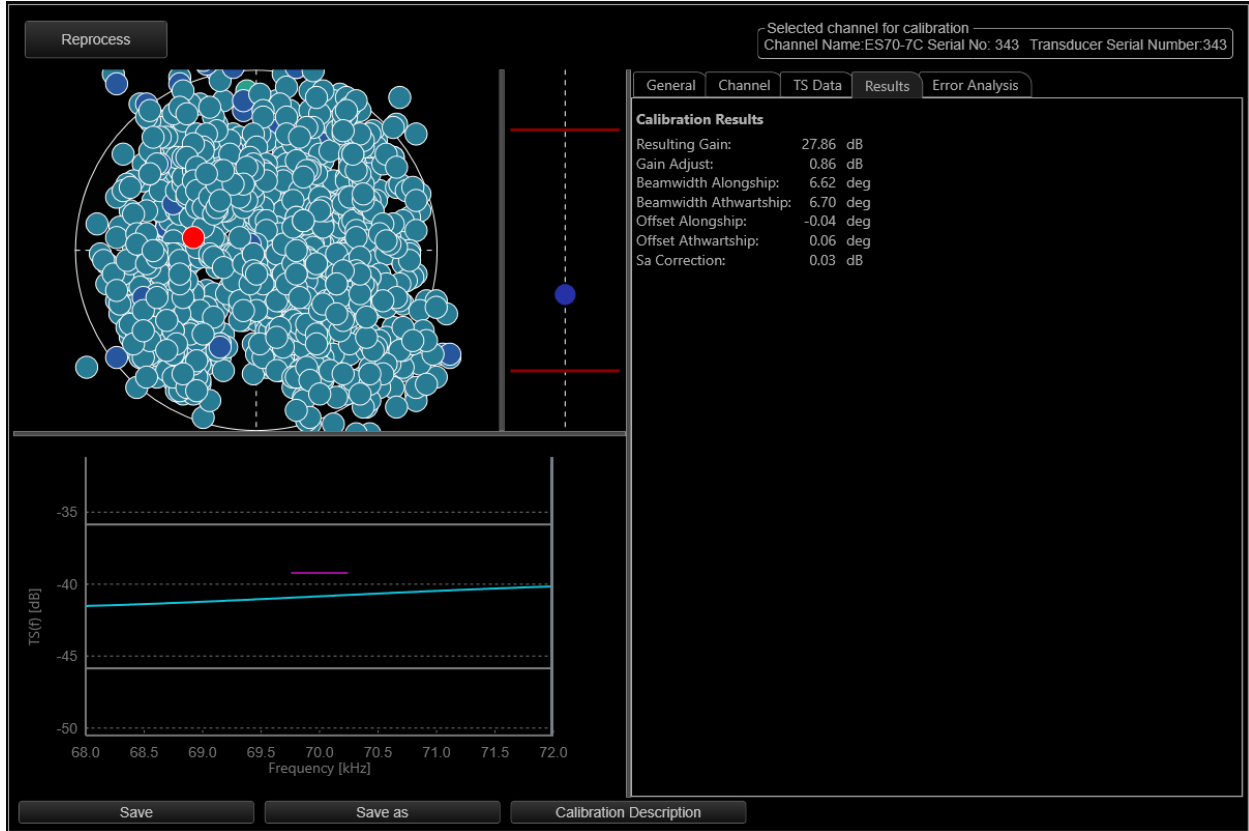 Reprocess
Selected channel for calibration
Channel Name:ES70-7C Serial No: 343 Transducer Serial Number:343
General Channel TS Data Results Error Analysis
Calibration Results
Resulting Gain: 27.86 dB
Gain Adjust: 0.86 dB
Beamwidth Alongship: 6.62 deg
Beamwidth Athwartship: 6.70 deg
Offset Alongship: -0.04 deg
Offset Athwartship: 0.06 deg
Sa Correction: 0.03 dB
TS(f) [dB]
-35
-40
-45
-50
68.0 68.5 69.0 69.5 70.0 70.5 71.0 71.5 72.0
Frequency [kHz]
Save Save as Calibration Description